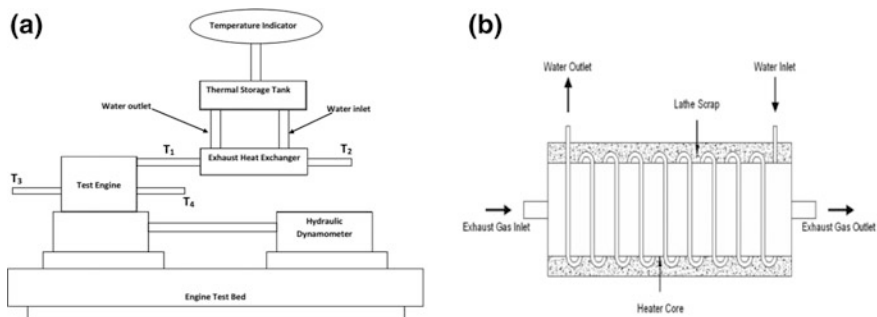 (a)
Temperature Indicator
Thermal Storage Tank
Water outlet
Water inlet
T1
Exhaust Heat Exchanger
T2
T3
Test Engine
T4
Hydraulic
Dynamometer
Engine Test Bed
(b)
Water Outlet
Water Inlet
Lathe Scrap
Exhaust Gas Inlet
Exhaust Gas Outlet
Heater Core